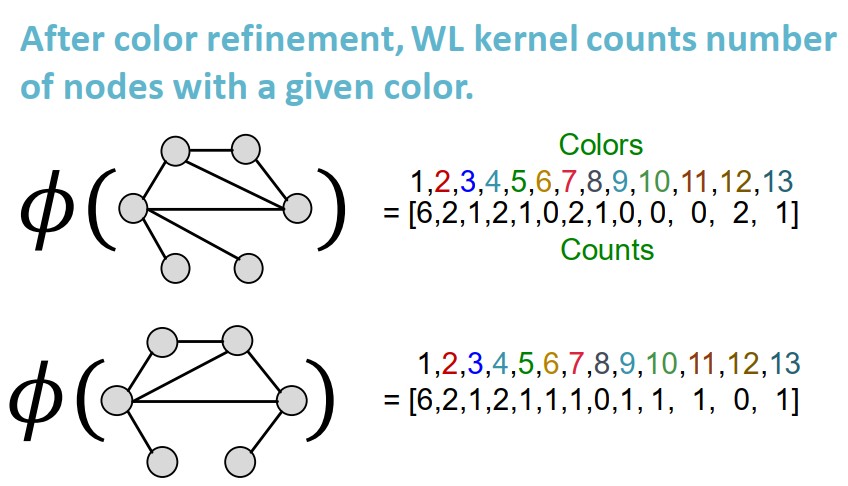 After color refinement, WL kernel counts number
of nodes with a given color.
Colors
ϕ( ) 1,2,3,4,5,6,7,8,9,10,11,12,13
= [6,2,1,2,1,0,2,1,0, 0, 0, 2, 1]
Counts
ϕ( ) 1,2,3,4,5,6,7,8,9,10,11,12,13
= [6,2,1,2,1,1,1,0,1, 1, 1, 0, 1]